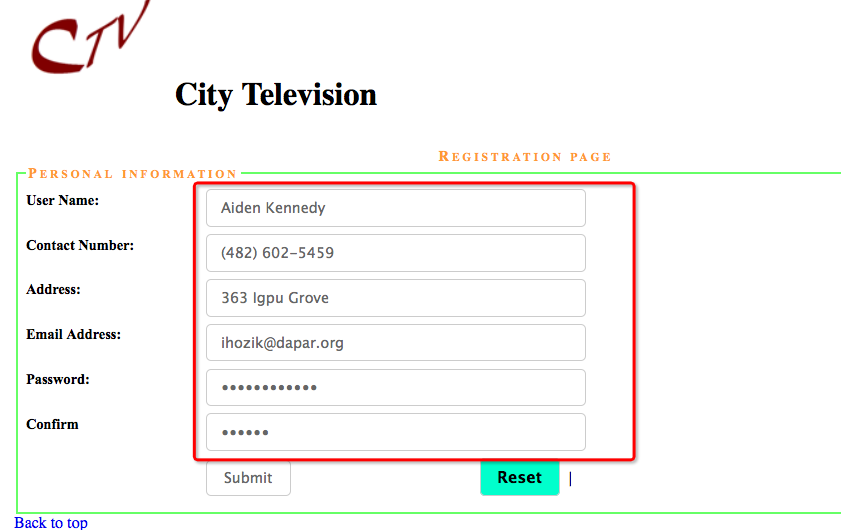 CTV
City Television
REGISTRATION PAGE
PERSONAL INFORMATION
User Name:
Aiden Kennedy
Contact Number:
(482) 602-5459
Address:
363 Igpu Grove
Email Address:
ihozik@dapar.org
Password:
••••••••••••
Confirm
••••••
Submit
Reset |
Back to top